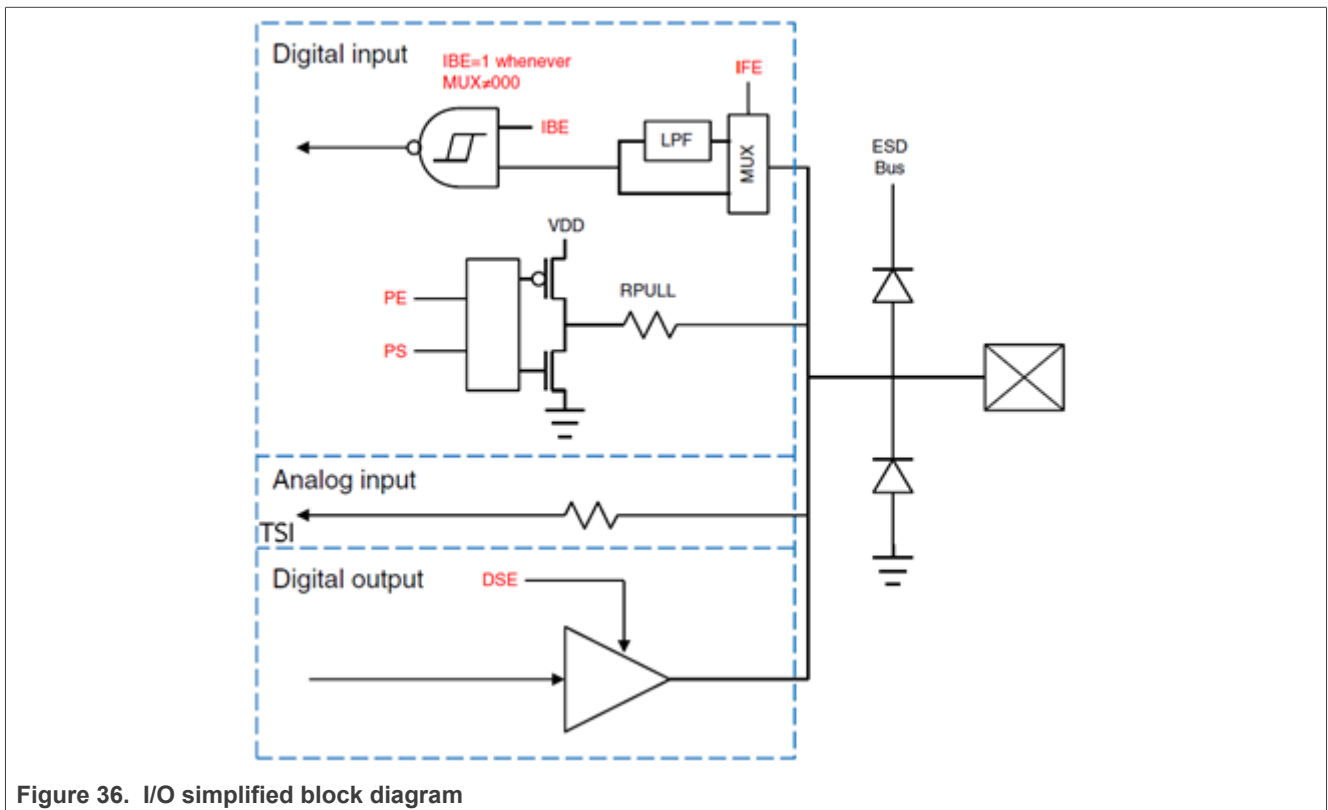 Digital input
IBE=1 whenever
MUX≠000
IFE
IBE
LPF
MUX
ESD
Bus
VDD
PE
RPULL
PS
Analog input
TSI
Digital output
DSE
Figure 36. I/O simplified block diagram